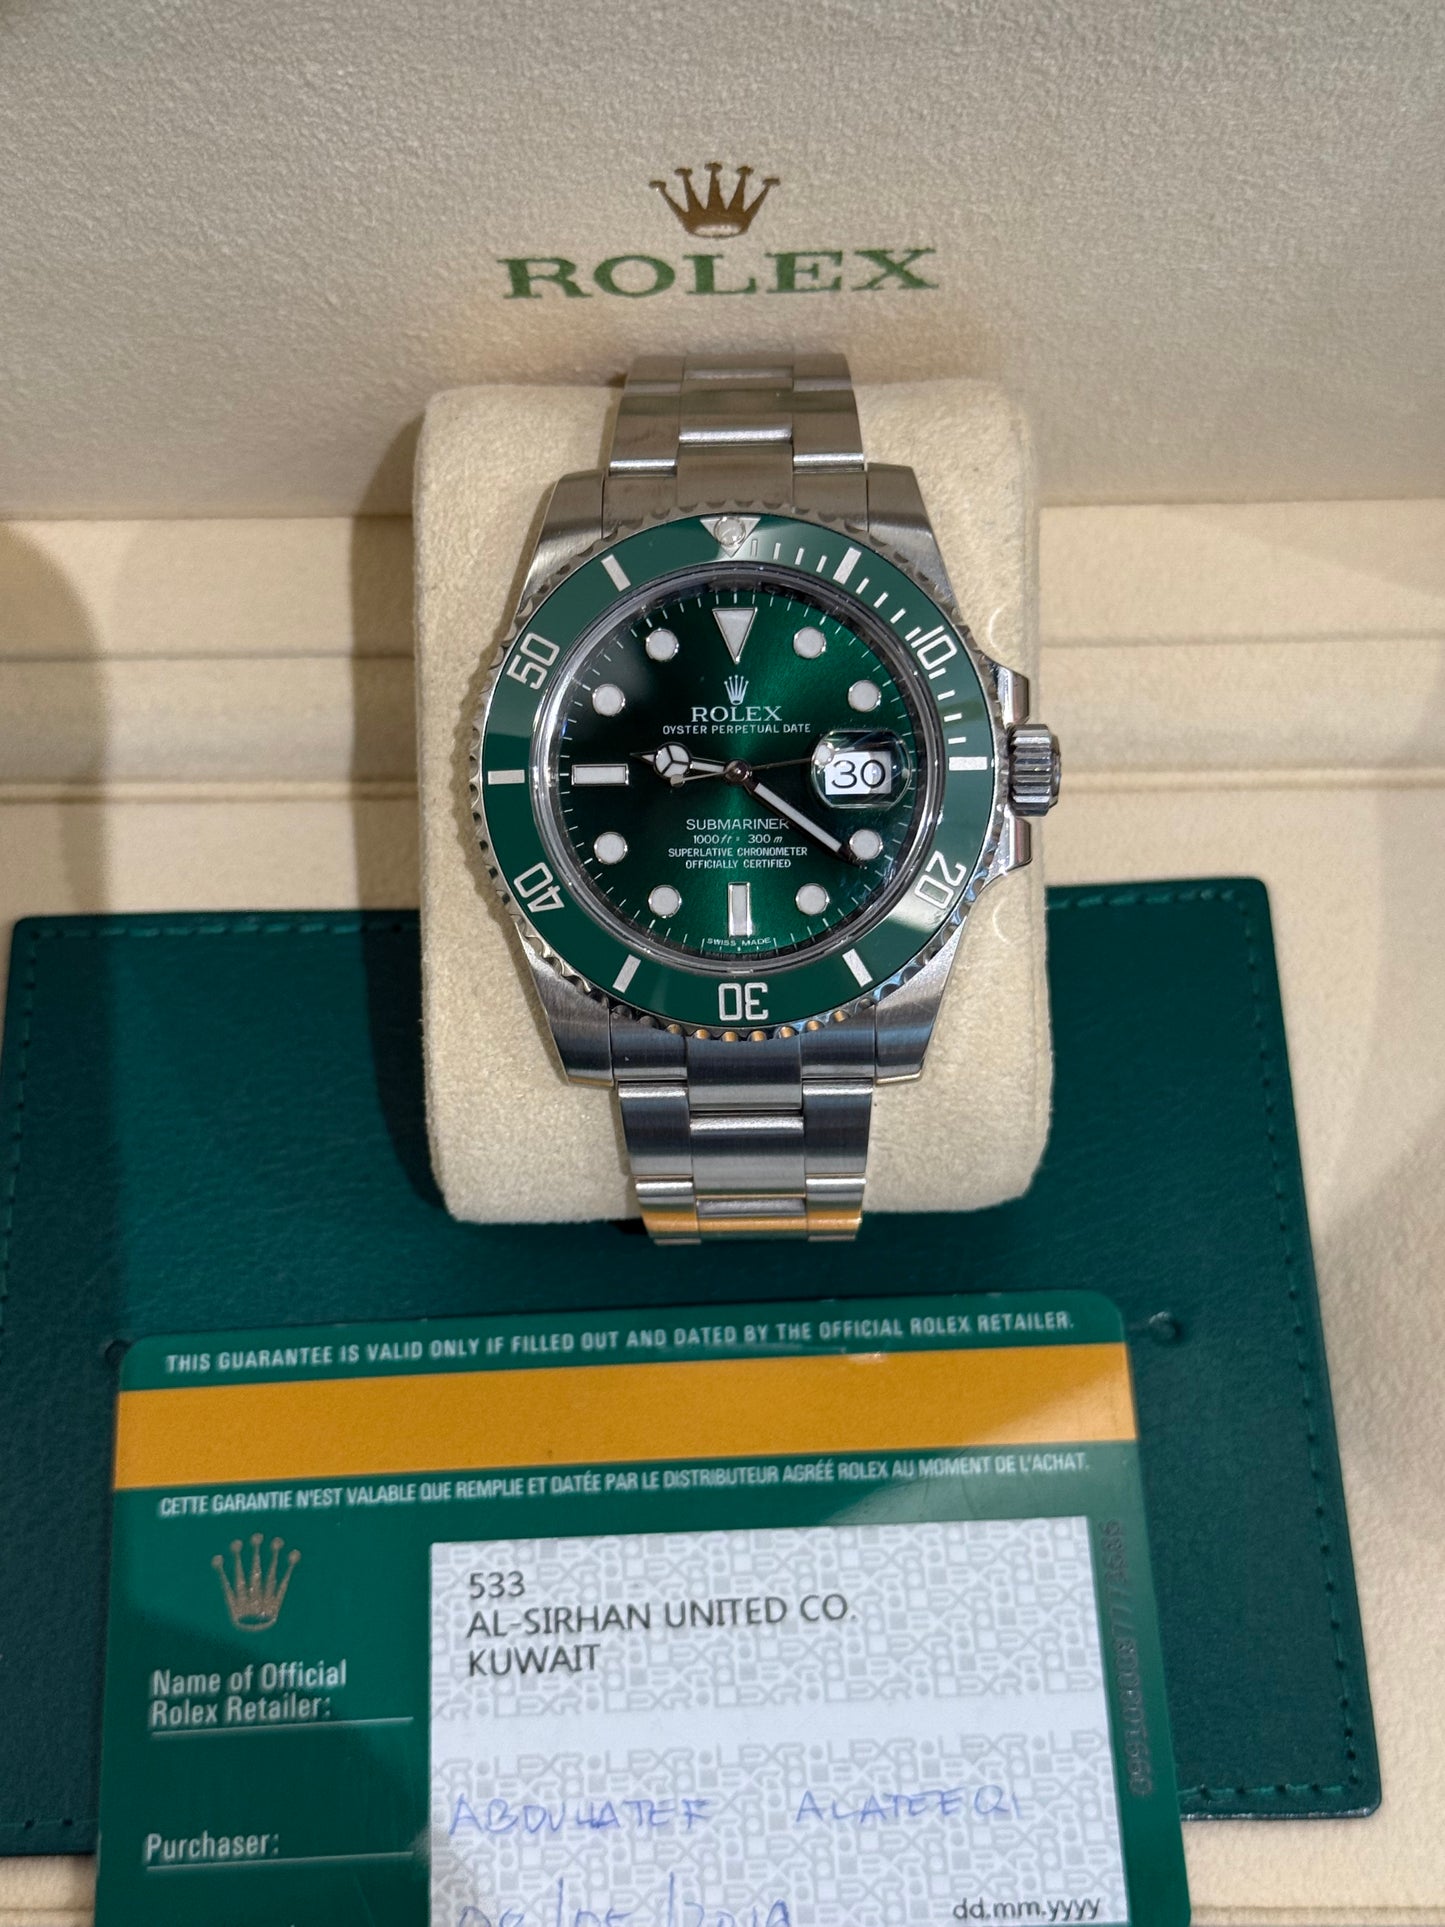 ROLEX
50
10
ROLEX
OYSTER PERPETUAL DATE
30
SUBMARINER
1000ft = 300m
SUPERLATIVE CHRONOMETER
OFFICIALLY CERTIFIED
40
20
SWISS MADE
30
THIS GUARANTEE IS VALID ONLY IF FILLED OUT AND DATED BY THE OFFICIAL ROLEX RETAILER.
CETTE GARANTIE N'EST VALABLE QUE REMPLIE ET DATÉE PAR LE DISTRIBUTEUR AGRÉÉ ROLEX AU MOMENT DE L'ACHAT.
533
AL-SIRHAN UNITED CO.
KUWAIT
Name of Official
Rolex Retailer:
ABDULLATEF ALATEEQI
Purchaser:
dd.mm.yyyy